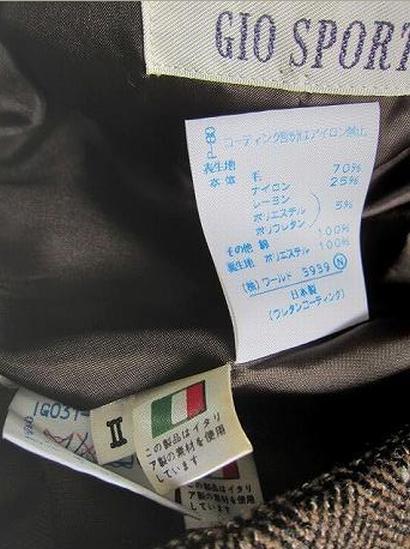 GIO SPORT
コーティング部分はアイロン禁止
表生地
本体 毛 70%
ナイロン 25%
レーヨン
ポリエステル 5%
ポリウレタン
その他 綿 100%
裏生地 ポリエステル 100%
(株)ワールド 3939 N
日本製
(ウレタンコーティング)
IG031-
II
この製品はイタリ
ア製の素材を使用
しています
この製品はイタリ
ア製の素材を使用
しています